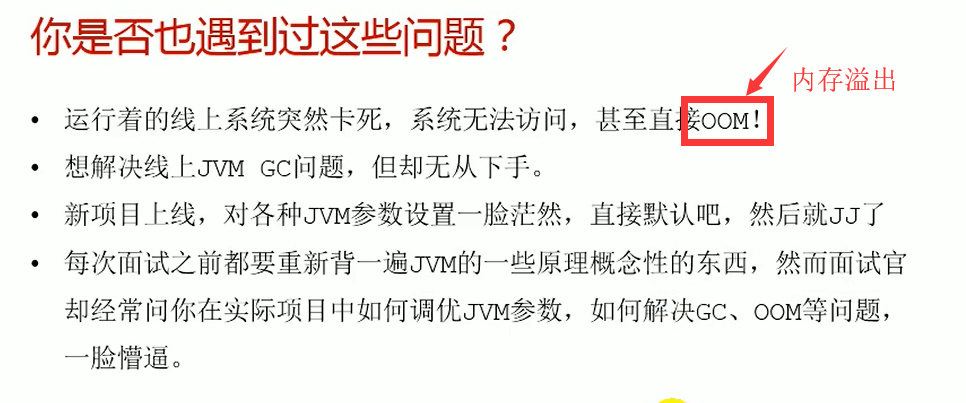 你是否也遇到过这些问题？
内存溢出
• 运行着的线上系统突然卡死，系统无法访问，甚至直接OOM！
• 想解决线上JVM GC问题，但却无从下手。
• 新项目上线，对各种JVM参数设置一脸茫然，直接默认吧，然后就JJ了
• 每次面试之前都要重新背一遍JVM的一些原理概念性的东西，然而面试官
却经常问你在实际项目中如何调优JVM参数，如何解决GC、OOM等问题，
一脸懵逼。